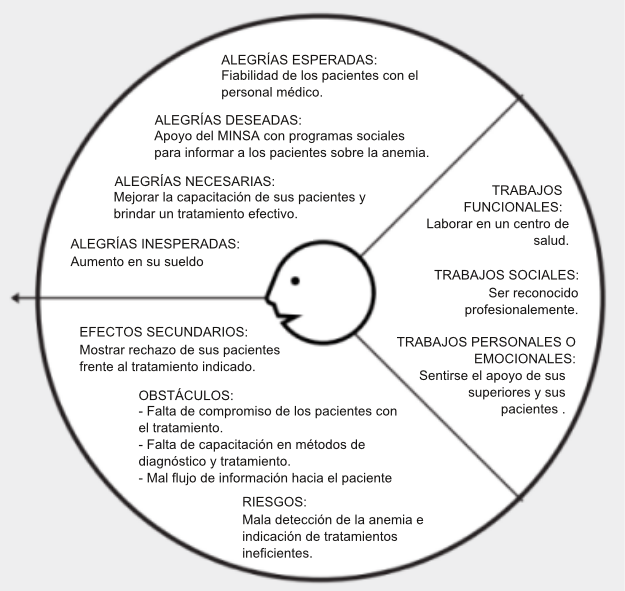 ALEGRÍAS ESPERADAS:
Fiabilidad de los pacientes con el
personal médico.
ALEGRÍAS DESEADAS:
Apoyo del MINSA con programas sociales
para informar a los pacientes sobre la anemia.
ALEGRÍAS NECESARIAS:
Mejorar la capacitación de sus pacientes y
brindar un tratamiento efectivo.
ALEGRÍAS INESPERADAS:
Aumento en su sueldo
TRABAJOS
FUNCIONALES:
Laborar en un centro de
salud.
TRABAJOS SOCIALES:
Ser reconocido
profesionalemente.
TRABAJOS PERSONALES O
EMOCIONALES:
Sentirse el apoyo de sus
superiores y sus
pacientes .
EFECTOS SECUNDARIOS:
Mostrar rechazo de sus pacientes
frente al tratamiento indicado.
OBSTÁCULOS:
- Falta de compromiso de los pacientes con
el tratamiento.
- Falta de capacitación en métodos de
diagnóstico y tratamiento.
- Mal flujo de información hacia el paciente
RIESGOS:
Mala detección de la anemia e
indicación de tratamientos
ineficientes.